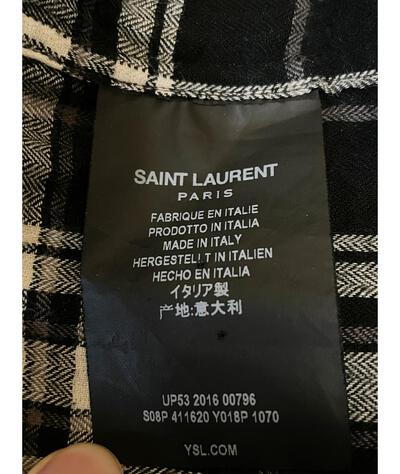 SAINT LAURENT
PARIS
FABRIQUE EN ITALIE
PRODOTTO IN ITALIA
MADE IN ITALY
HERGESTELLT IN ITALIEN
HECHO EN ITALIA
イタリア製
产地:意大利
UP53 2016 00796
S08P 411620 Y018P 1070
YSL.COM